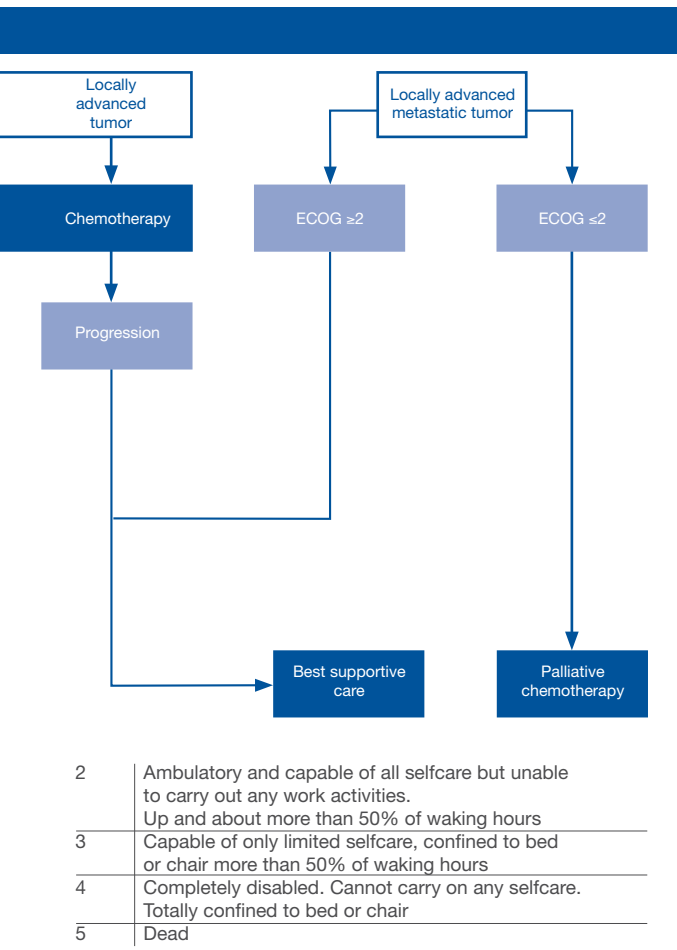 Locally
advanced
tumor
Locally advanced
metastatic tumor
Chemotherapy
ECOG ≥2
ECOG ≤2
Progression
Best supportive
care
Palliative
chemotherapy
2 Ambulatory and capable of all selfcare but unable
to carry out any work activities.
Up and about more than 50% of waking hours
3 Capable of only limited selfcare, confined to bed
or chair more than 50% of waking hours
4 Completely disabled. Cannot carry on any selfcare.
Totally confined to bed or chair
5 Dead